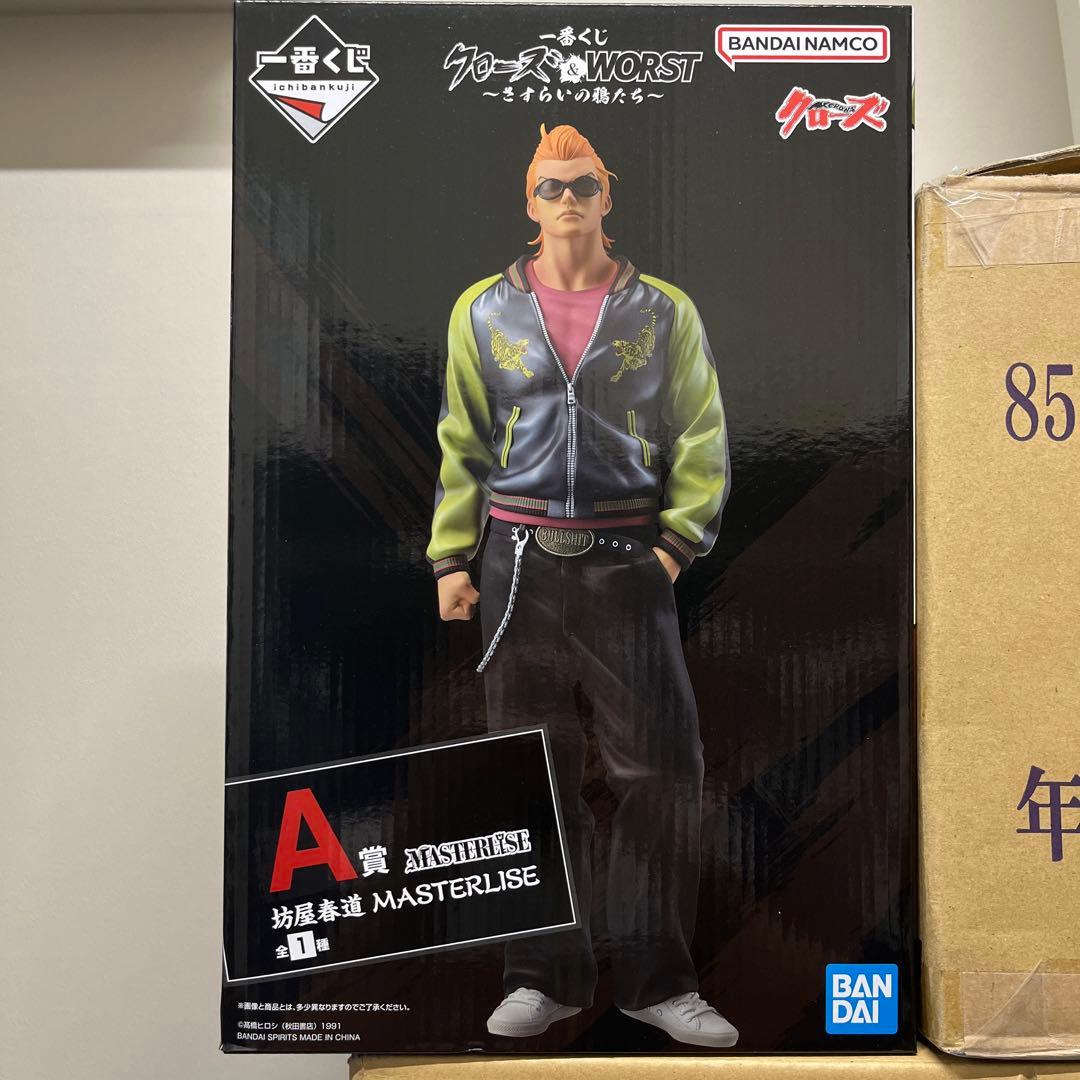 一番くじ
ichibankuji
一番くじ
クローズ&WORST
〜さすらいの鴉たち〜
BANDAI NAMCO
クローズ
CROWS
BULLSHIT
A賞 MASTERLISE
坊屋春道 MASTERLISE
全1種
※画像と商品とは、多少異なりますのでご了承ください。
©髙橋ヒロシ（秋田書店）1991
BANDAI SPIRITS MADE IN CHINA
BAN
DAI
85
年